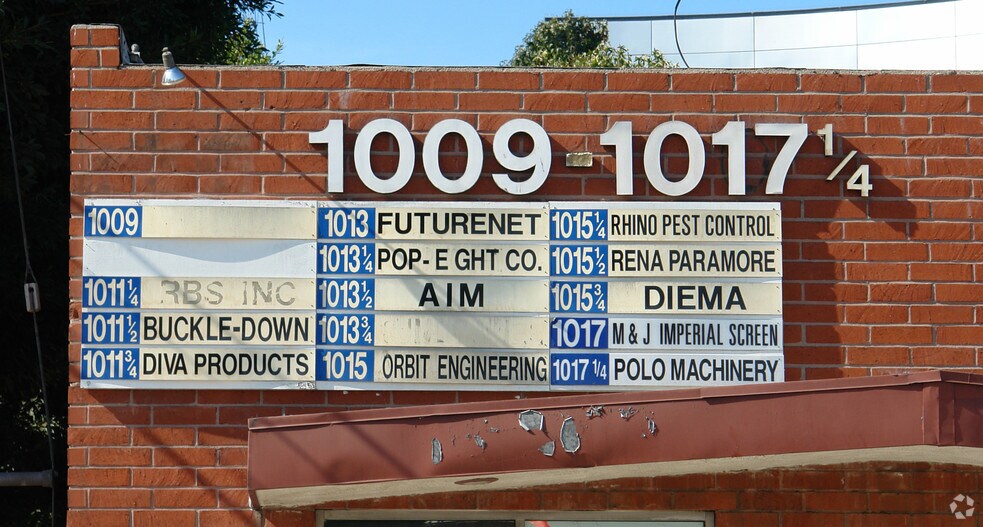 1009-1017 1/4
1009
1011 1/4 RBS INC
1011 1/2 BUCKLE-DOWN
1011 3/4 DIVA PRODUCTS
1013 FUTURENET
1013 1/4 POP- E GHT CO.
1013 1/2 AIM
1013 3/4
1015 ORBIT ENGINEERING
1015 1/4 RHINO PEST CONTROL
1015 1/2 RENA PARAMORE
1015 3/4 DIEMA
1017 M & J IMPERIAL SCREEN
1017 1/4 POLO MACHINERY